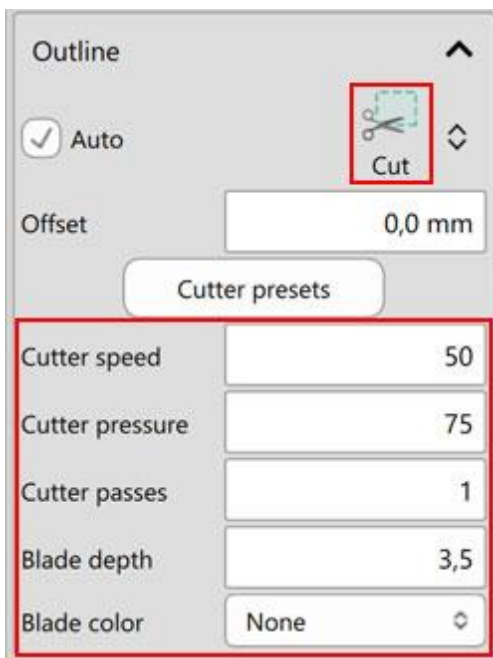 Outline
Auto
Cut
Offset 0,0 mm
Cutter presets
Cutter speed 50
Cutter pressure 75
Cutter passes 1
Blade depth 3,5
Blade color None